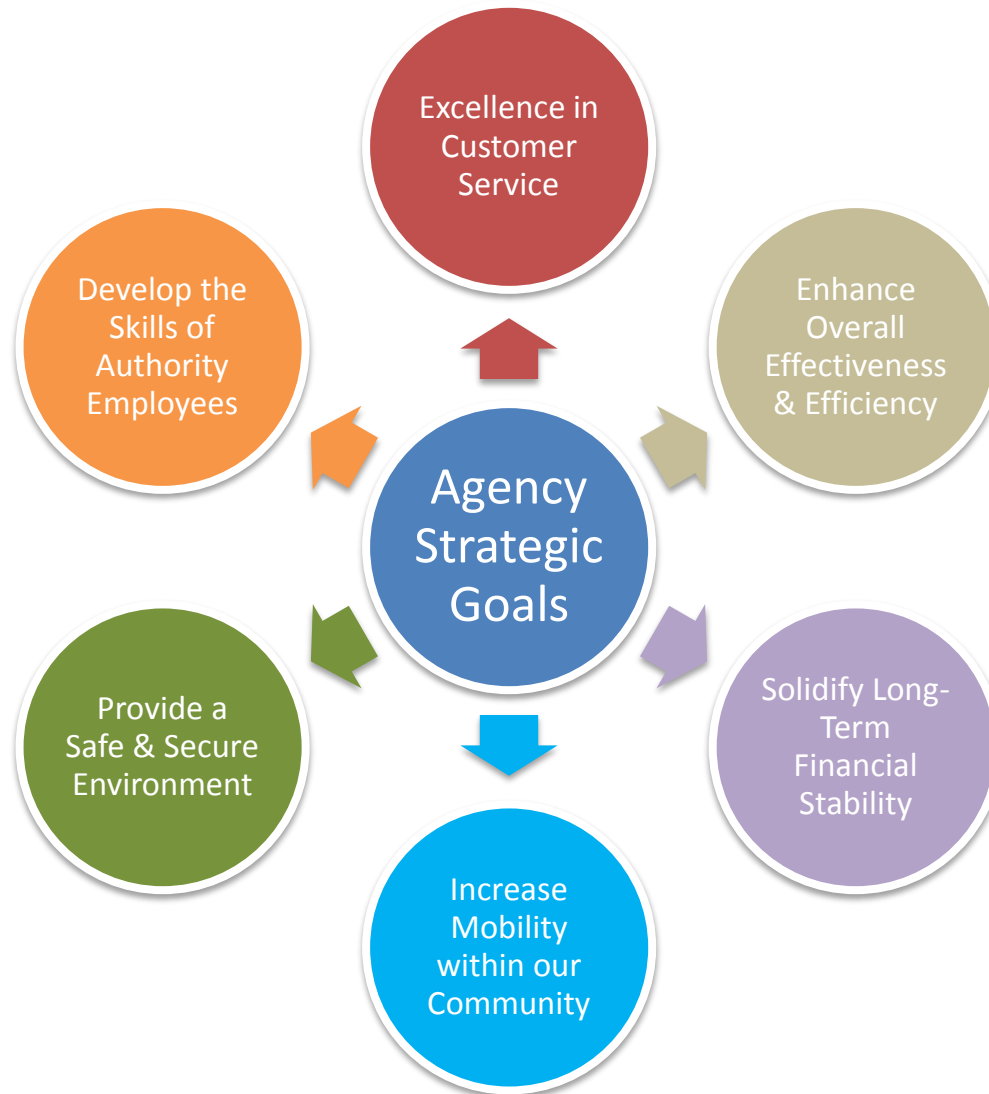 Excellence in
Customer
Service
Develop the
Skills of
Authority
Employees
Enhance
Overall
Effectiveness
& Efficiency
Agency
Strategic
Goals
Provide a
Safe & Secure
Environment
Solidify Long-
Term
Financial
Stability
Increase
Mobility
within our
Community